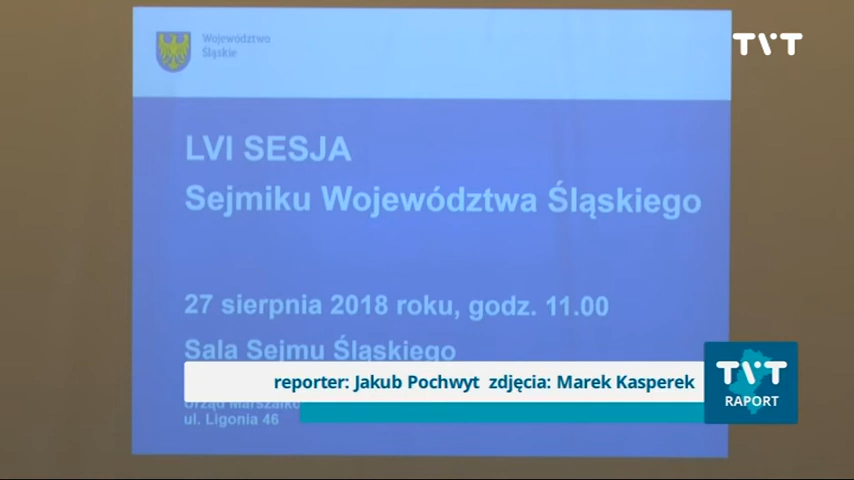 Województwo
Śląskie
TVT
LVI SESJA
Sejmiku Województwa Śląskiego
27 sierpnia 2018 roku, godz. 11.00
Sala Sejmu Śląskiego
reporter: Jakub Pochwyt zdjęcia: Marek Kasperek
TVT
RAPORT
ul. Ligonia 46